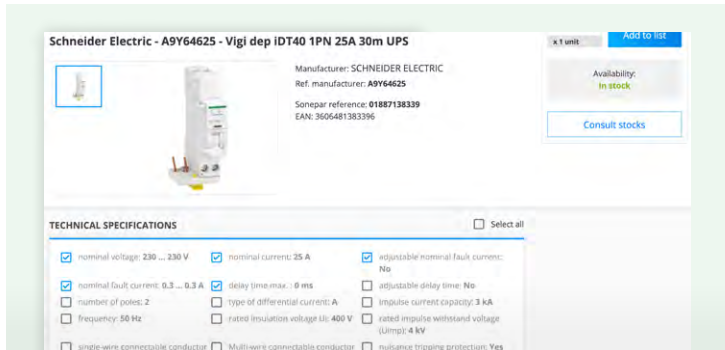 Schneider Electric - A9Y64625 - Vigi dep iDT40 1PN 25A 30m UPS
x 1 unit
Add to list
Manufacturer: SCHNEIDER ELECTRIC
Ref. manufacturer: A9Y64625
Sonepar reference: 01887138339
EAN: 3606481383396
Availability:
In stock
Consult stocks
TECHNICAL SPECIFICATIONS
Select all
nominal voltage: 230 ... 230 V
nominal current: 25 A
adjustable nominal fault current:
No
nominal fault current: 0.3 ... 0.3 A
delay time max. : 0 ms
adjustable delay time: No
number of poles: 2
type of differential current: A
impulse current capacity: 3 kA
frequency: 50 Hz
rated insulation voltage Ui: 400 V
rated impulse withstand voltage
(Uimp): 4 kV
single-wire connectable conductor
Multi-wire connectable conductor
nuisance tripping protection: Yes